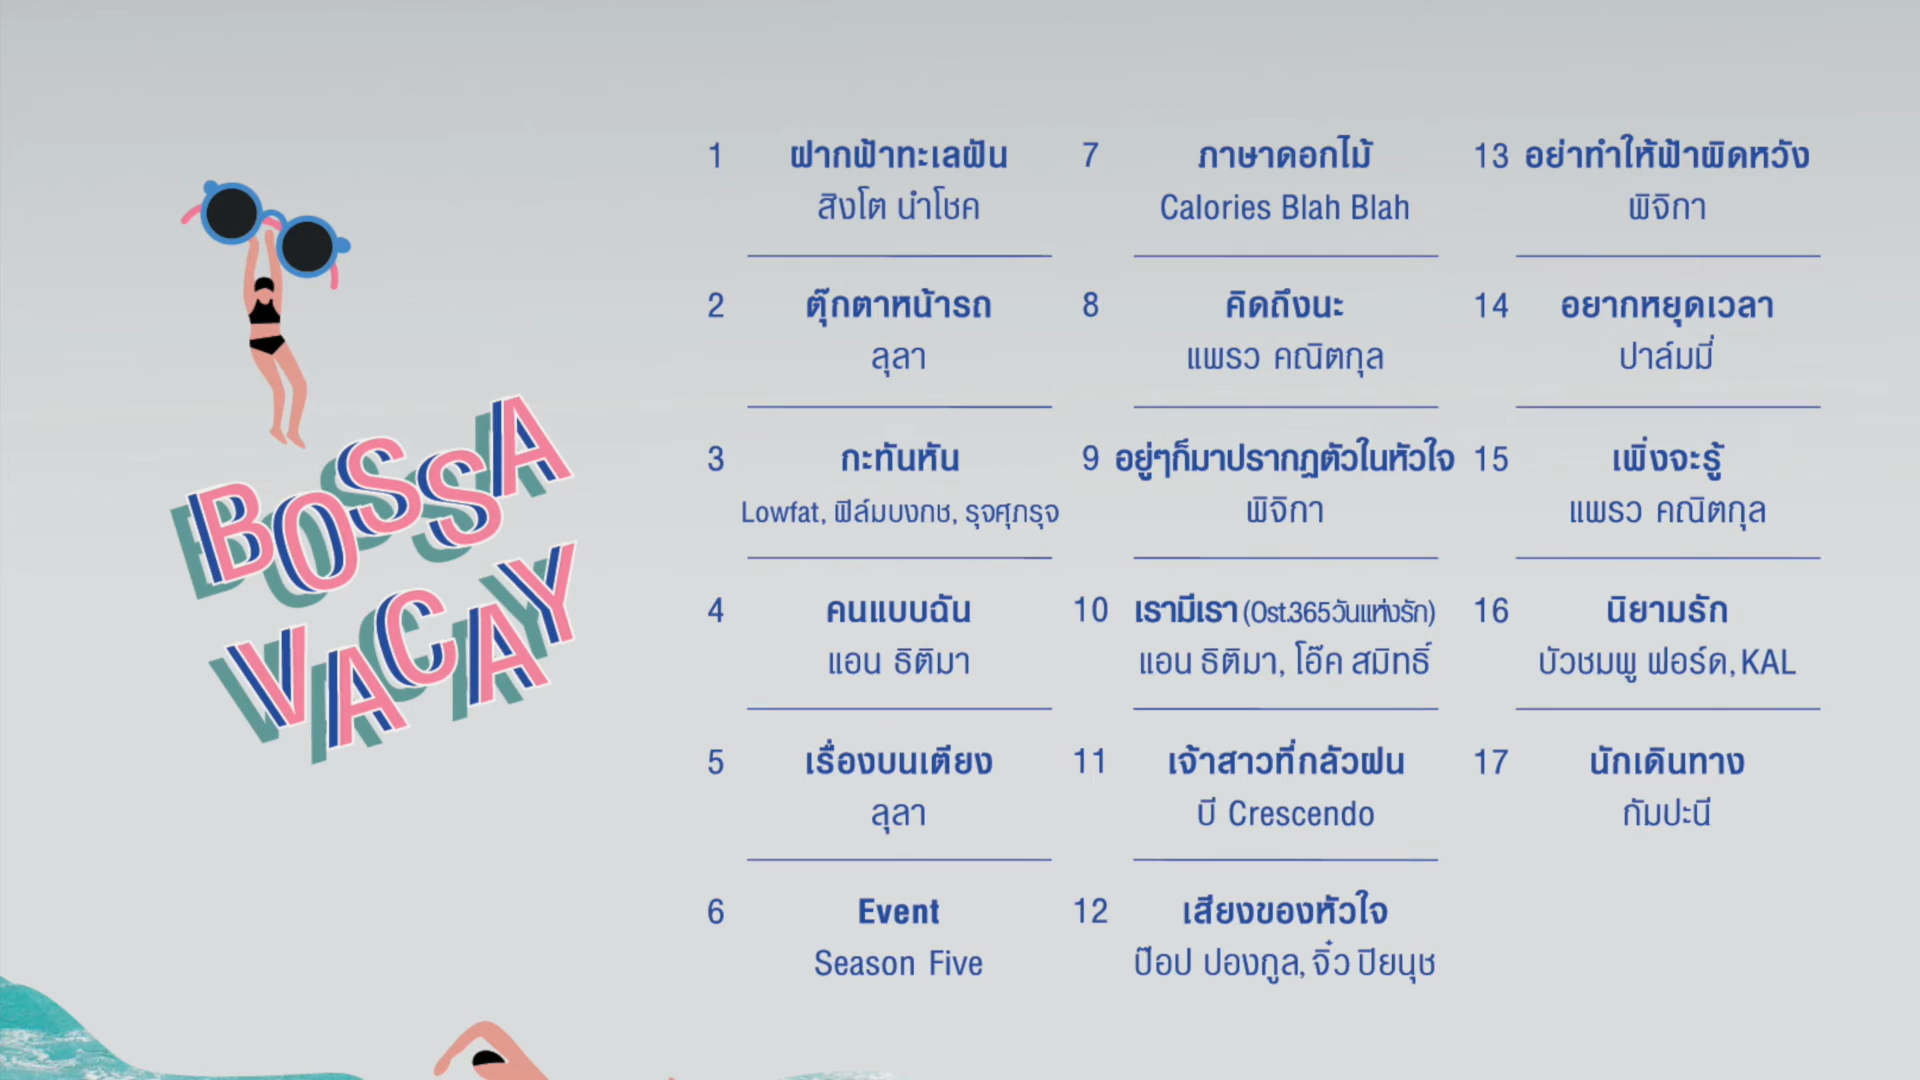 BOSSA
VACAY
1 ฝากฟ้าทะเลฝัน
สิงโต นำโชค
2 ตุ๊กตาหน้ารถ
ลุลา
3 กะทันหัน
Lowfat, ฟิล์มบงกช, รุจศุภรุจ
4 คนแบบฉัน
แอน ธิติมา
5 เรื่องบนเตียง
ลุลา
6 Event
Season Five
7 ภาษาดอกไม้
Calories Blah Blah
8 คิดถึงนะ
แพรว คณิตกุล
9 อยู่ๆก็มาปรากฏตัวในหัวใจ
พิจิกา
10 เรามีเรา (Ost.365วันแห่งรัก)
แอน ธิติมา, โอ๊ค สมิทธิ์
11 เจ้าสาวที่กลัวฝน
บี Crescendo
12 เสียงของหัวใจ
ป๊อป ปองกูล, จิ๋ว ปิยนุช
13 อย่าทำให้ฟ้าผิดหวัง
พิจิกา
14 อยากหยุดเวลา
ปาล์มมี่
15 เพิ่งจะรู้
แพรว คณิตกุล
16 นิยามรัก
บัวชมพู ฟอร์ด, KAL
17 นักเดินทาง
กัมปะนี